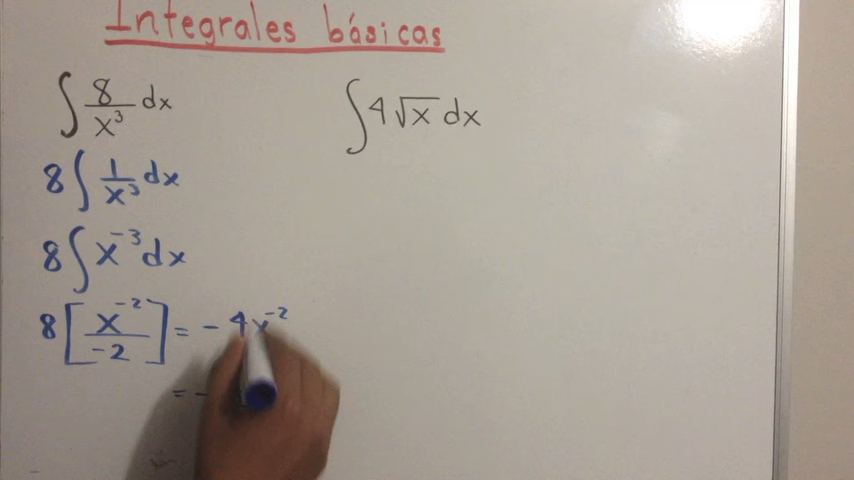 Integrales básicas
∫ 8/x³ dx
∫ 4√x dx
8 ∫ 1/x³ dx
8 ∫ x⁻³ dx
8 [ x⁻²/-2 ] = - 4x⁻²
= -